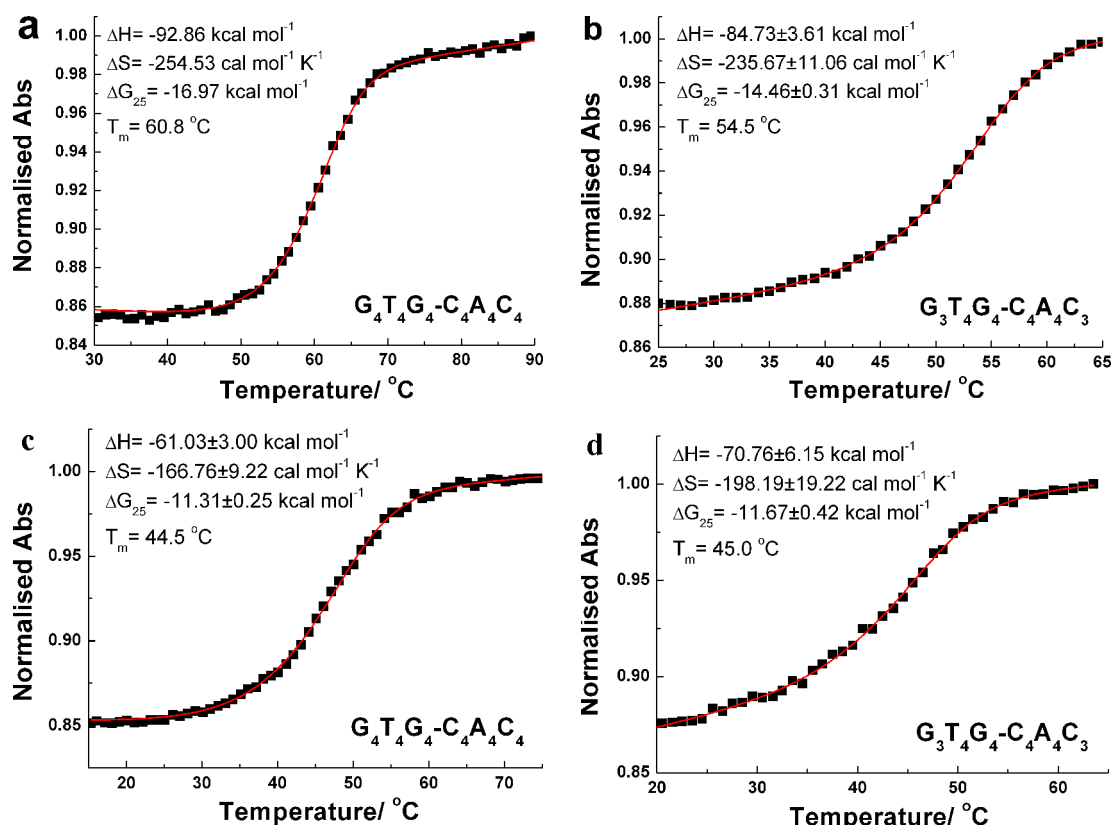 a
ΔH= -92.86 kcal mol⁻¹
ΔS= -254.53 cal mol⁻¹ K⁻¹
ΔG₂₅= -16.97 kcal mol⁻¹
Tₘ= 60.8 °C
G₄T₄G₄-C₄A₄C₄
Normalised Abs
1.00
0.98
0.96
0.94
0.92
0.90
0.88
0.86
0.84
30 40 50 60 70 80 90
Temperature/ °C
b
ΔH= -84.73±3.61 kcal mol⁻¹
ΔS= -235.67±11.06 kcal mol⁻¹ K⁻¹
ΔG₂₅= -14.46±0.31 kcal mol⁻¹
Tₘ= 54.5 °C
G₃T₄G₄-C₄A₄C₃
Normalised Abs
1.00
0.98
0.96
0.94
0.92
0.90
0.88
0.86
25 30 35 40 45 50 55 60 65
Temperature/ °C
c
ΔH= -61.03±3.00 kcal mol⁻¹
ΔS= -166.76±9.22 cal mol⁻¹ K⁻¹
ΔG₂₅= -11.31±0.25 kcal mol⁻¹
Tₘ= 44.5 °C
G₄T₄G₄-C₄A₄C₄
Normalised Abs
1.00
0.95
0.90
0.85
20 30 40 50 60 70
Temperature/ °C
d
ΔH= -70.76±6.15 kcal mol⁻¹
ΔS= -198.19±19.22 cal mol⁻¹ K⁻¹
ΔG₂₅= -11.67±0.42 kcal mol⁻¹
Tₘ= 45.0 °C
G₃T₄G₄-C₄A₄C₃
Normalised Abs
1.00
0.95
0.90
0.85
20 30 40 50 60
Temperature/ °C